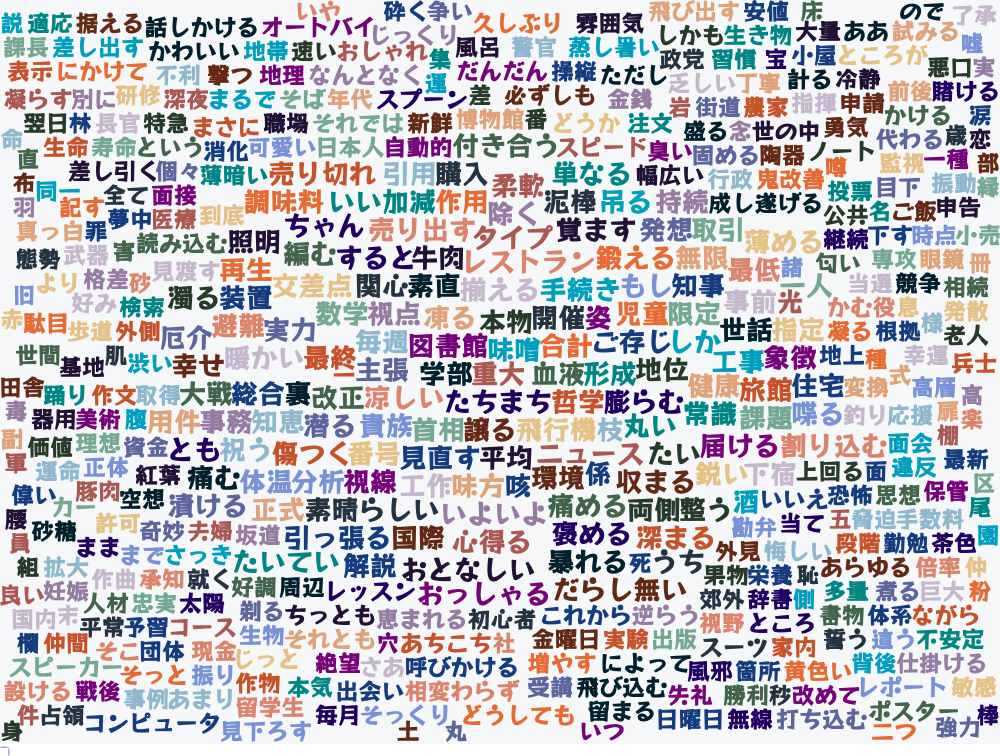 いや 砕く 争い 飛び出す 安値 床 ので 了承
説 適応 据える 話しかける オートバイ じっくり 久しぶり 雰囲気 しかも 生き物 大量 ああ 試みる 嘘
課長 差し出す かわいい 地帯 速い おしゃれ 集 風呂 警官 蒸し暑い 政党 習慣 宝 小屋 ところが 悪口 実
表示 にかけて 不利 撃つ 地理 なんとなく 運 だんだん 操縦 ただし 乏しい 丁寧 計る 冷静 前後 賭ける
凝らす 別に 研修 深夜 まるで そば 年代 スプーン 差 必ずしも 金銭 岩 街道 農家 指揮 申請 かける 涙
命 翌日 林 長官 特急 まさに 職場 それでは 新鮮 博物館 番 どうか 注文 盛る 念 世の中 勇気 代わる 歳 恋
直 生命 寿命 という 消化 可愛い 日本人 自動的 付き合う スピード 臭い 固める 陶器 ノート 噂 監視 一種 部
布 同一 差し引く 個々 薄暗い 売り切れ 引用 購入 柔軟 単なる 幅広い 行政 鬼 改善 投票 目下 振動 縁
羽 記す 全て 面接 調味料 いい加減 作用 除く 泥棒 吊る 持続 成し遂げる 公共 名 ご飯 申告
真っ白 罪 夢中 医療 到底 ちゃん 売り出す タイプ 覚ます 発想 取引 薄める 継続 下す 時点 小売
態勢 武器 害 読み込む 照明 編む すると 牛肉 レストラン 鍛える 無限 最低 諸 匂い 専攻 眼鏡 冊
旧 より 格差 砂 見渡す 再生 交差点 関心 素直 揃える 手続き もし 知事 一人 当選 競争 相続
好み 検索 濁る 装置 数学 視点 凍る 本物 開催 姿 児童 限定 事前 光 かむ 役 息 発散
赤 駄目 歩道 外側 厄介 避難 実力 毎週 図書館 味噌 合計 ご存じ しか 世話 指定 凝る 根拠 様 老人
世間 基地 肌 渋い 幸せ 暖かい 最終 主張 学部 重大 血液 形成 地位 工事 象徴 地上 種 幸運 兵士
田舎 踊り 作文 取得 大戦 総合 裏 改正 涼しい たちまち 哲学 膨らむ 健康 旅館 住宅 変換 式 高層 高
毒 器用 美術 腹 用件 事務 知恵 潜る 貴族 首相 譲る 飛行機 枝 丸い 常識 課題 喋る 釣り 応援 扉 楽
副 価値 理想 資金 とも 祝う 傷つく 番号 見直す 平均 ニュース たい 届ける 割り込む 面会 棚
軍 運命 正体 紅葉 痛む 体温 分析 視線 工作 味方 咳 環境 係 収まる 鋭い 下宿 上回る 面 違反 最新
偉い カー 豚肉 空想 漬ける 正式 素晴らしい いよいよ 痛める 両側 整う 酒 いいえ 恐怖 思想 保管 区 尾
腰 砂糖 許可 奇妙 夫婦 坂道 引っ張る 国際 心得る 褒める 深まる 勘弁 当て 五 脅迫 手数料
員 まま まで さっき たいてい 解説 おとなしい 暴れる 死 うち 外見 悔しい 段階 勤勉 茶色 園
組 拡大 作曲 承知 就く 好調 周辺 レッスン おっしゃる だらし無い 果物 栄養 恥 あらゆる 倍率 仲
良い 妊娠 人材 忠実 太陽 剃る ちっとも 恵まれる 初心者 これから 逆らう 郊外 辞書 側 多量 煮る 巨大 粉
国内 末 平常 予習 コース 視野 ところ 書物 体系 ながら
欄 仲間 そこ 団体 現金 生物 それとも 穴 あちこち 社 金曜日 実験 出版 スーツ 家内 誓う 違う 不安定
スピーカー そっと 振り じっと 絶望 さあ 呼びかける 増やす によって 風邪 箇所 黄色い 背後 仕掛ける
設ける 戦後 事例 あまり 作物 本気 出会い 相変わらず 受講 飛び込む 失礼 勝利 秒 改めて レポート 敏感
件 占領 留学生 毎月 そっくり どうしても 留まる 日曜日 無線 打ち込む ポスター 棒
身 コンピュータ 見下ろす 土 丸 いつ 二つ 強力